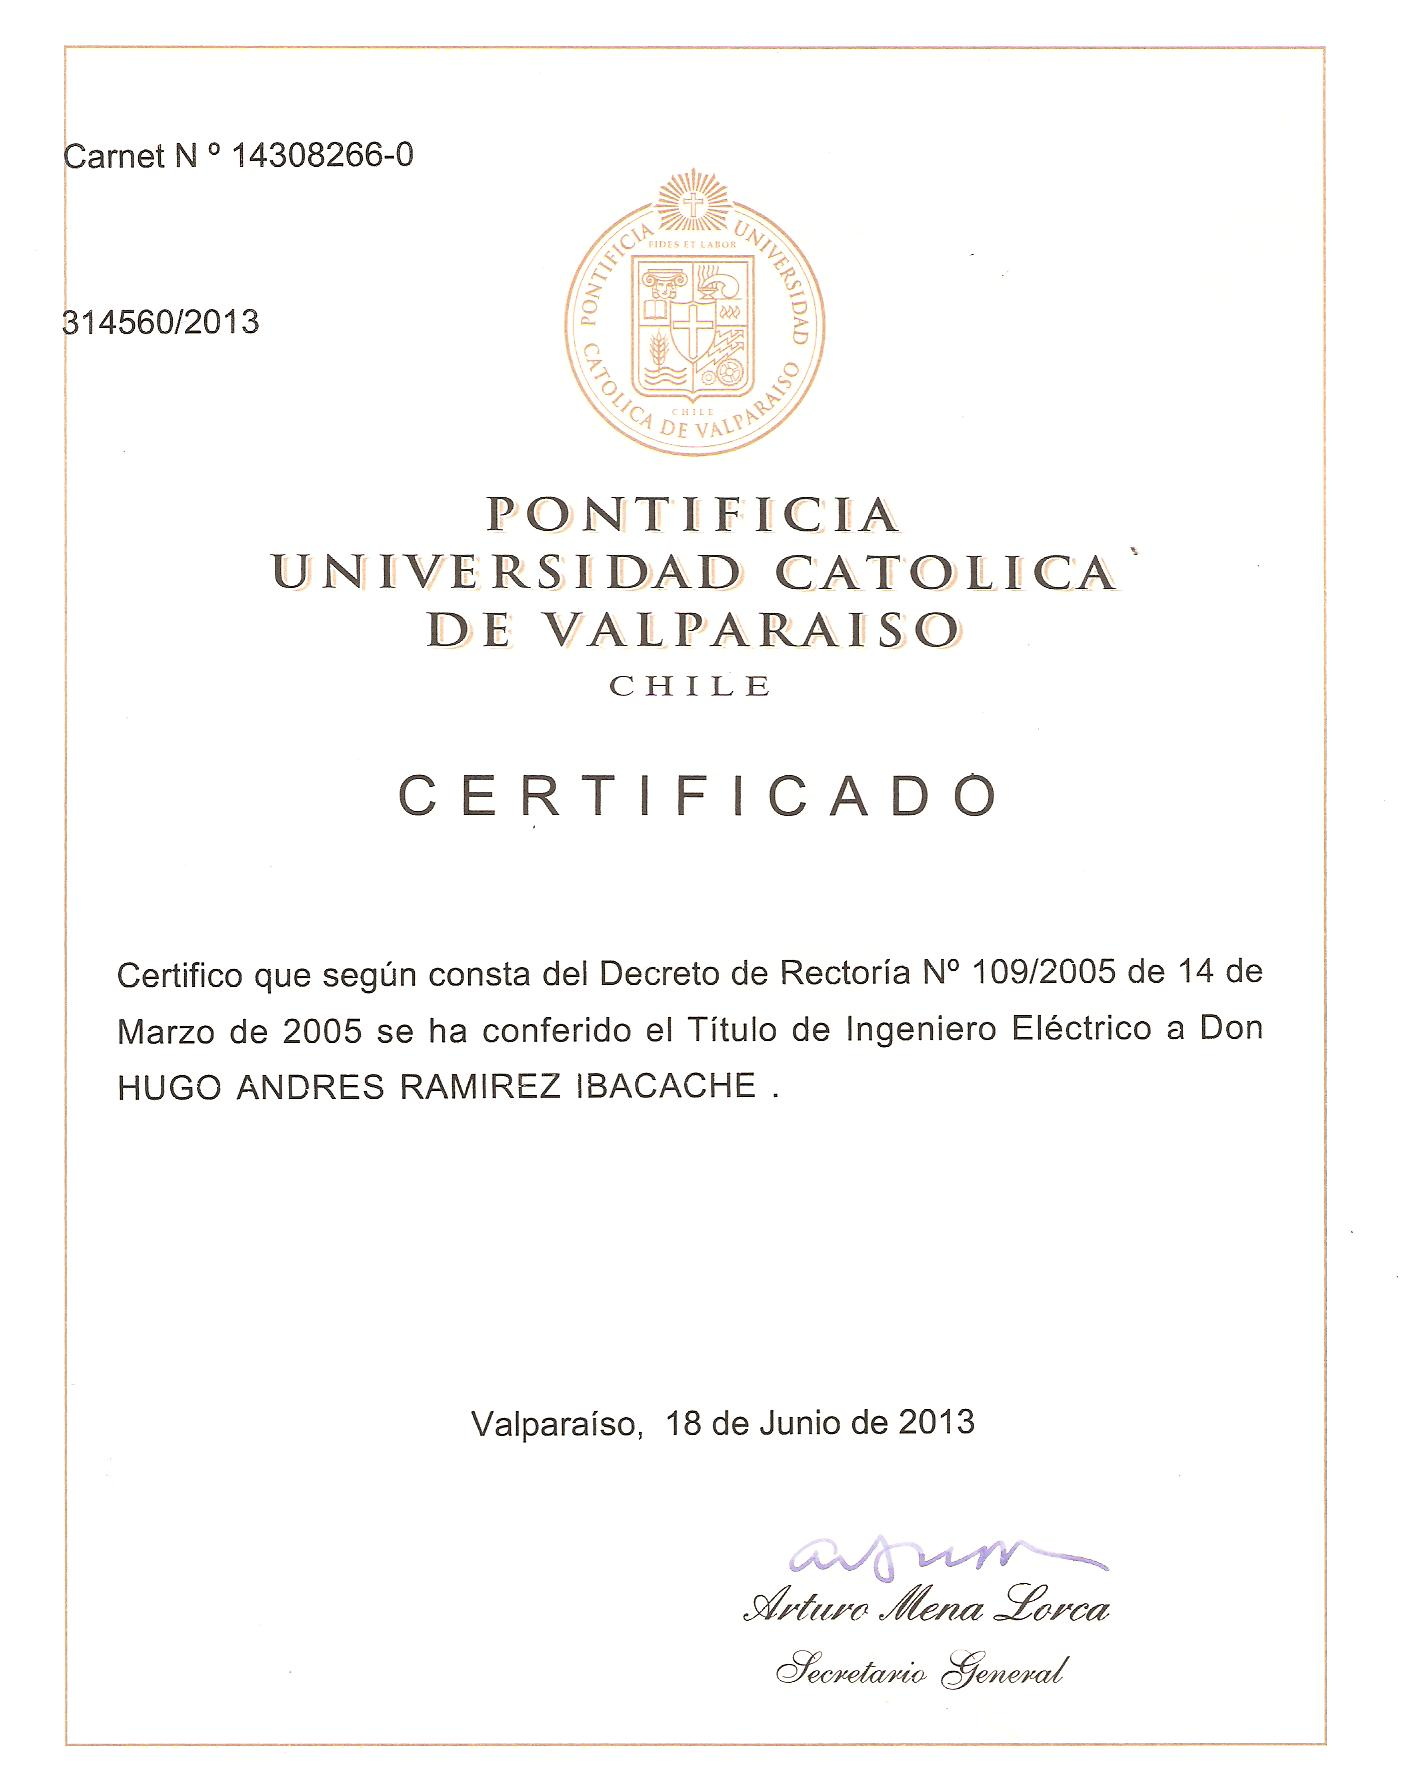 Carnet N º 14308266-0
314560/2013
PONTIFICIA UNIVERSIDAD
FIDES ET LABOR
CHILE
CATOLICA DE VALPARAISO
PONTIFICIA
UNIVERSIDAD CATOLICA
DE VALPARAISO
CHILE
CERTIFICADO
Certifico que según consta del Decreto de Rectoría Nº 109/2005 de 14 de
Marzo de 2005 se ha conferido el Título de Ingeniero Eléctrico a Don
HUGO ANDRES RAMIREZ IBACACHE .
Valparaíso, 18 de Junio de 2013
Arturo Mena Lorca
Secretario General